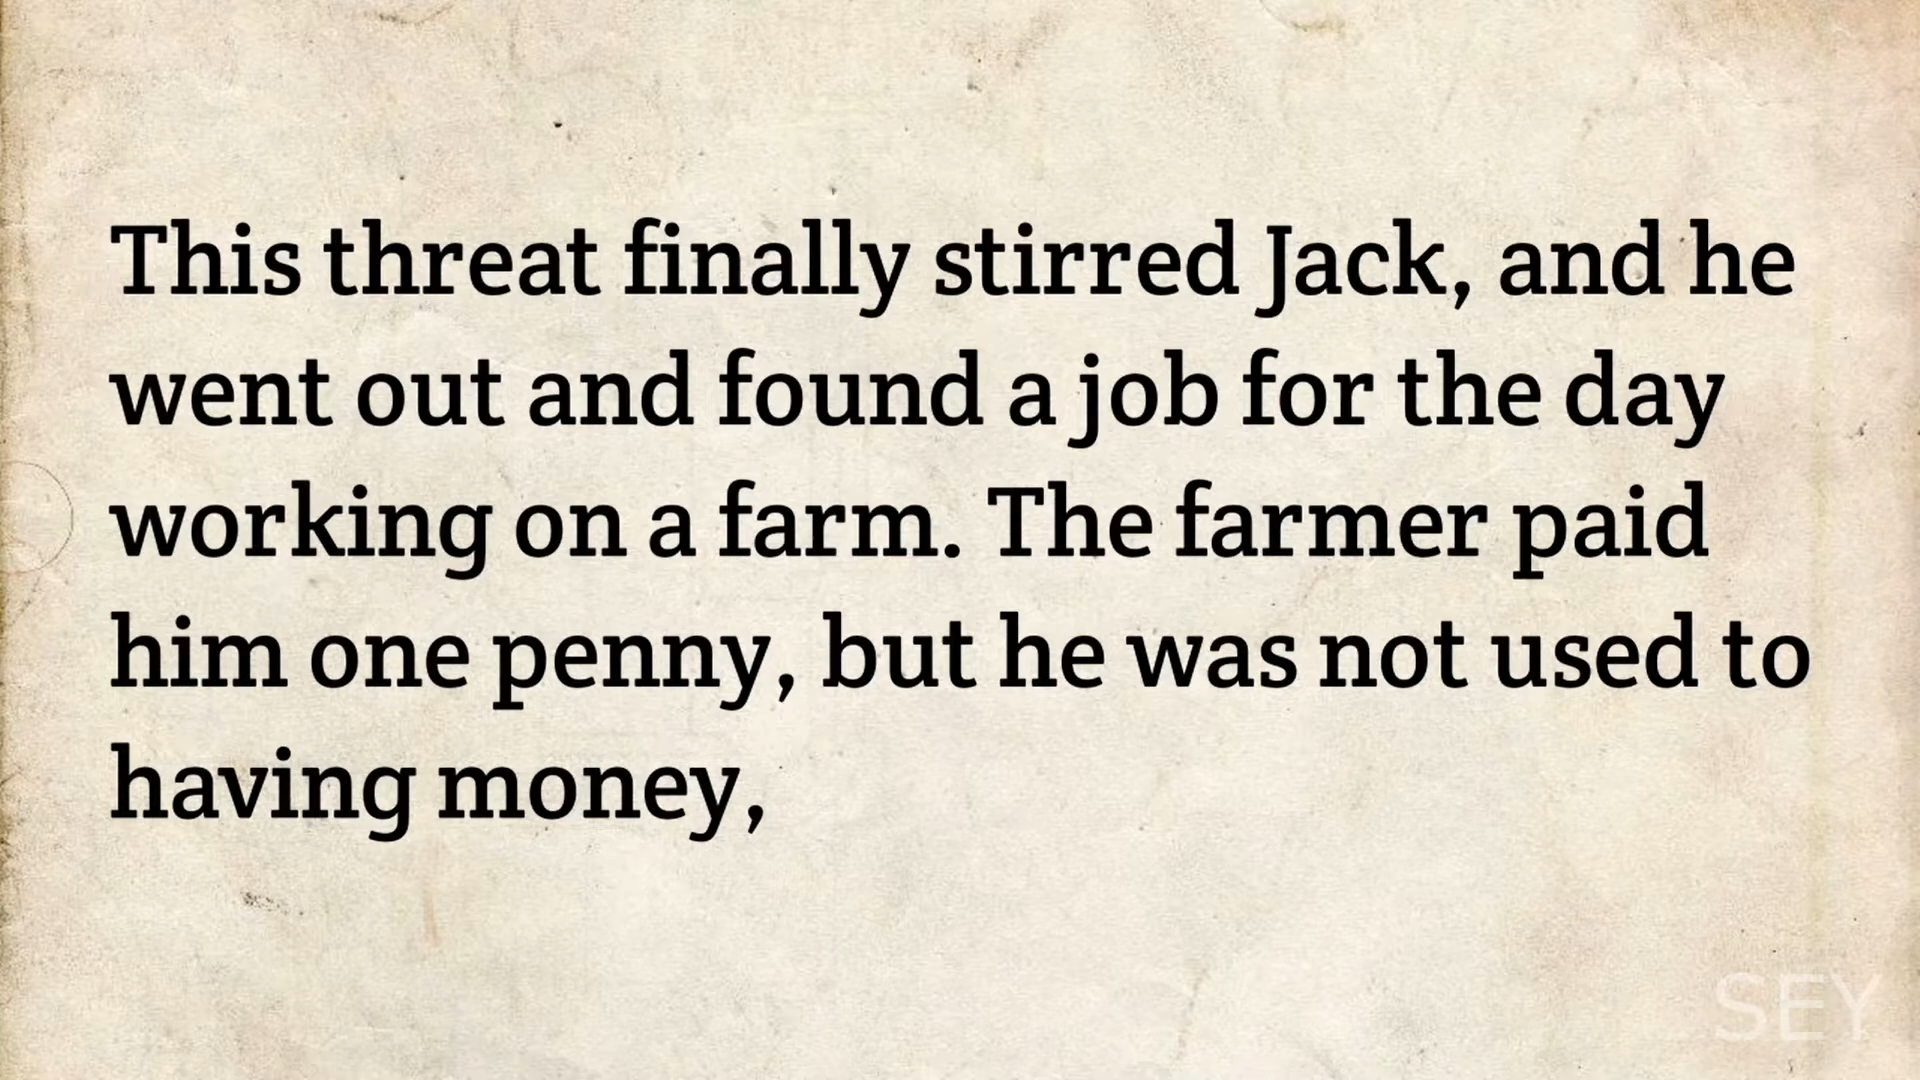 This threat finally stirred Jack, and he
went out and found a job for the day
working on a farm. The farmer paid
him one penny, but he was not used to
having money,
SEY